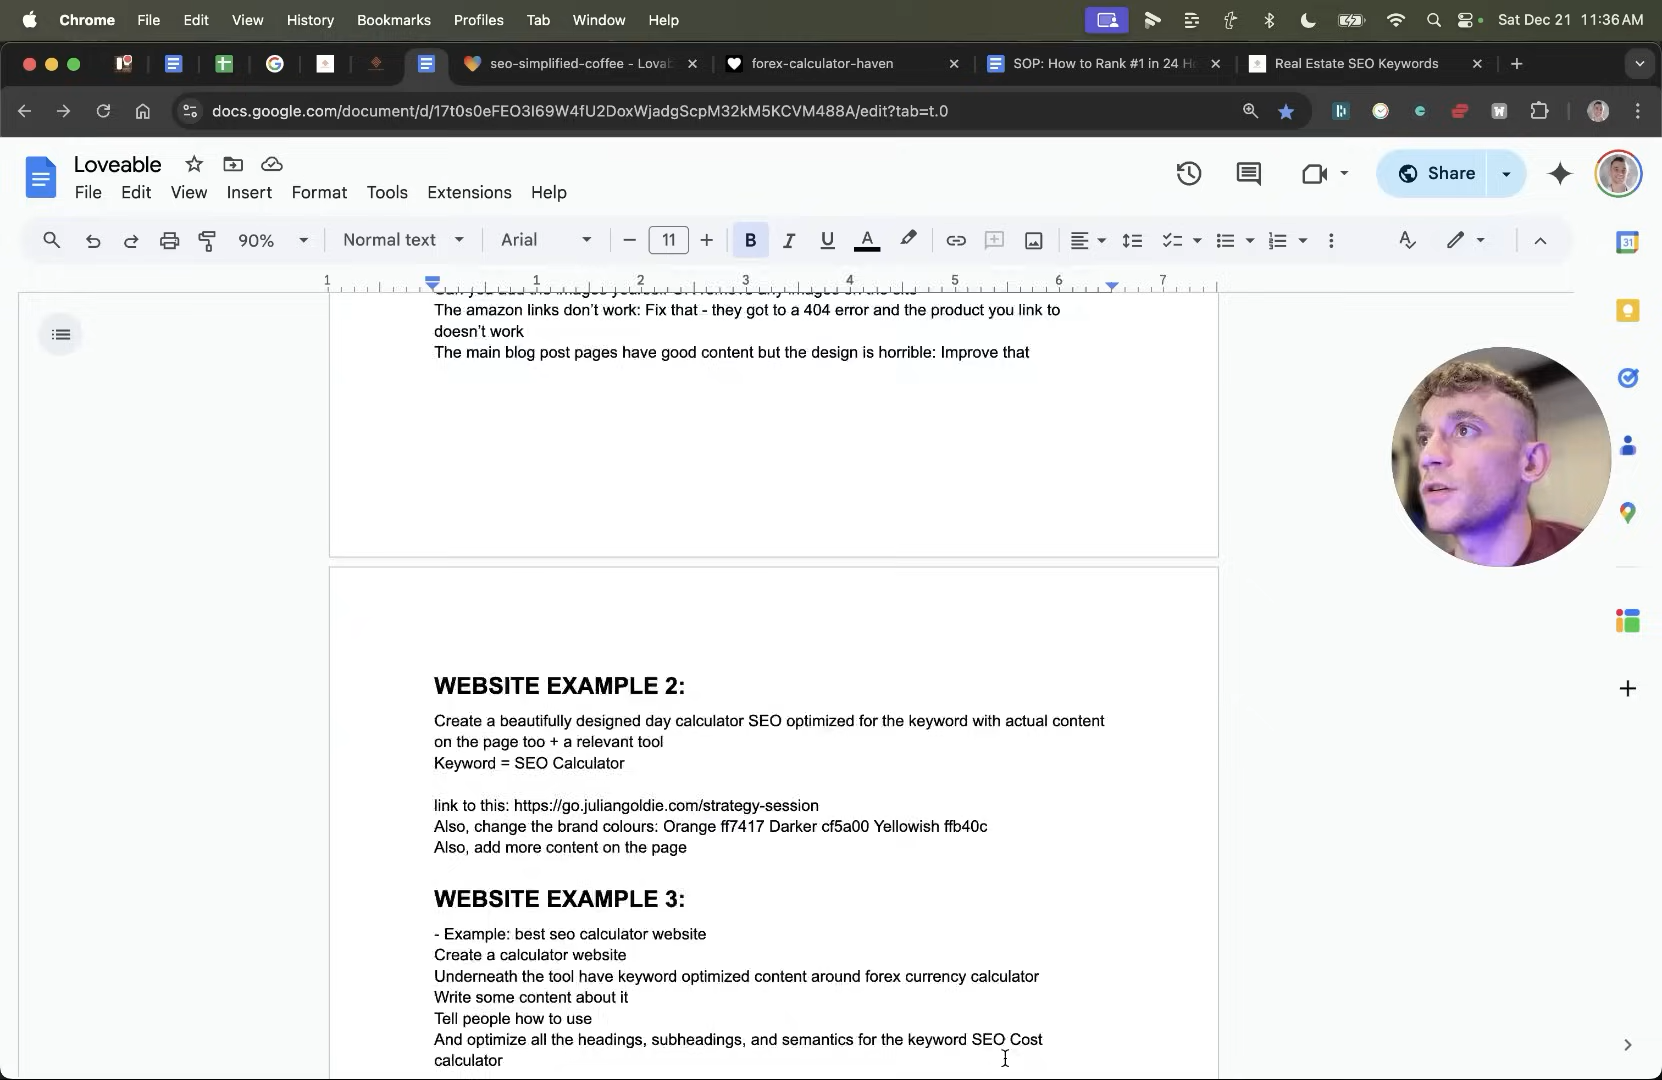 Chrome File Edit View History Bookmarks Profiles Tab Window Help Sat Dec 21 11:36 AM
seo-simplified-coffee - Lovab forex-calculator-haven SOP: How to Rank #1 in 24 Ho Real Estate SEO Keywords
docs.google.com/document/d/17t0s0eFEO3I69W4fU2DoxWjadgScpM32kM5KCVM488A/edit?tab=t.0
Loveable
Share
File Edit View Insert Format Tools Extensions Help
90% Normal text Arial 11 B I U A
31
1 1 2 3 4 5 6 7
The amazon links don't work: Fix that - they got to a 404 error and the product you link to
doesn't work
The main blog post pages have good content but the design is horrible: Improve that
WEBSITE EXAMPLE 2:
Create a beautifully designed day calculator SEO optimized for the keyword with actual content
on the page too + a relevant tool
Keyword = SEO Calculator
link to this: https://go.juliangoldie.com/strategy-session
Also, change the brand colours: Orange ff7417 Darker cf5a00 Yellowish ffb40c
Also, add more content on the page
WEBSITE EXAMPLE 3:
- Example: best seo calculator website
Create a calculator website
Underneath the tool have keyword optimized content around forex currency calculator
Write some content about it
Tell people how to use
And optimize all the headings, subheadings, and semantics for the keyword SEO Cost
calculator